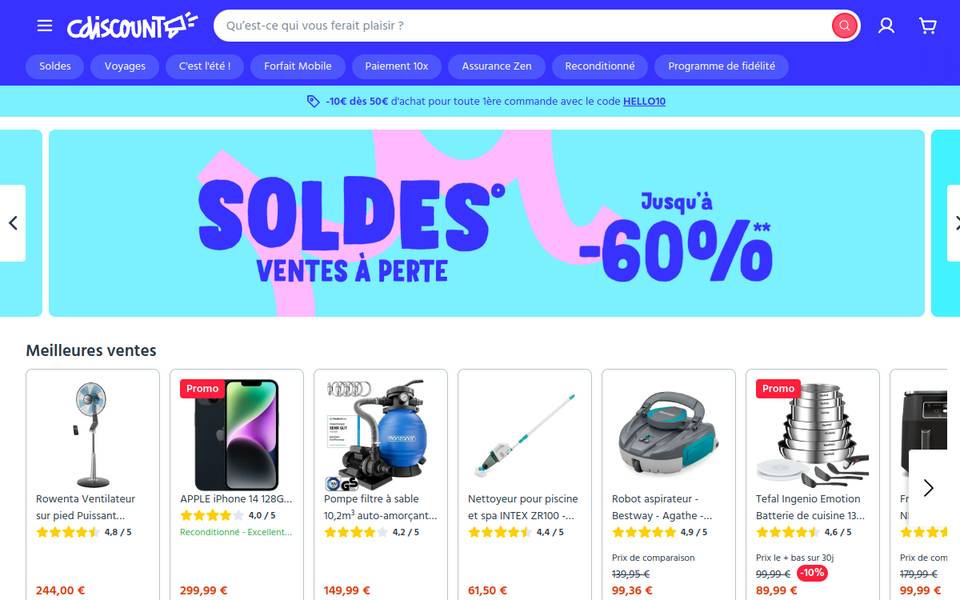 Cdiscount
Qu'est-ce qui vous ferait plaisir ?
Soldes
Voyages
C'est l'été !
Forfait Mobile
Paiement 10x
Assurance Zen
Reconditionné
Programme de fidélité
-10€ dès 50€ d'achat pour toute 1ère commande avec le code HELLO10
SOLDES°
VENTES À PERTE
Jusqu'à
-60%**
Meilleures ventes
Rowenta Ventilateur
sur pied Puissant...
4,8 / 5
244,00 €
Promo
APPLE iPhone 14 128G...
4,0 / 5
Reconditionné - Excellent...
299,99 €
Pompe filtre à sable
10,2m³ auto-amorçant...
4,2 / 5
149,99 €
Nettoyeur pour piscine
et spa INTEX ZR100 -...
4,4 / 5
61,50 €
Robot aspirateur -
Bestway - Agathe -...
4,9 / 5
Prix de comparaison
139,95 €
99,36 €
Promo
Tefal Ingenio Emotion
Batterie de cuisine 13...
4,6 / 5
Prix le + bas sur 30j
99,99 € -10%
89,99 €
Prix de com
179,99 €
99,99 €